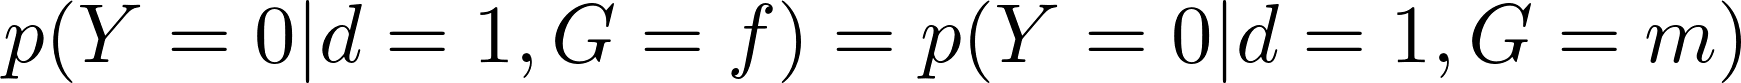 p(Y = 0|d = 1, G = f) = p(Y = 0|d = 1, G = m)